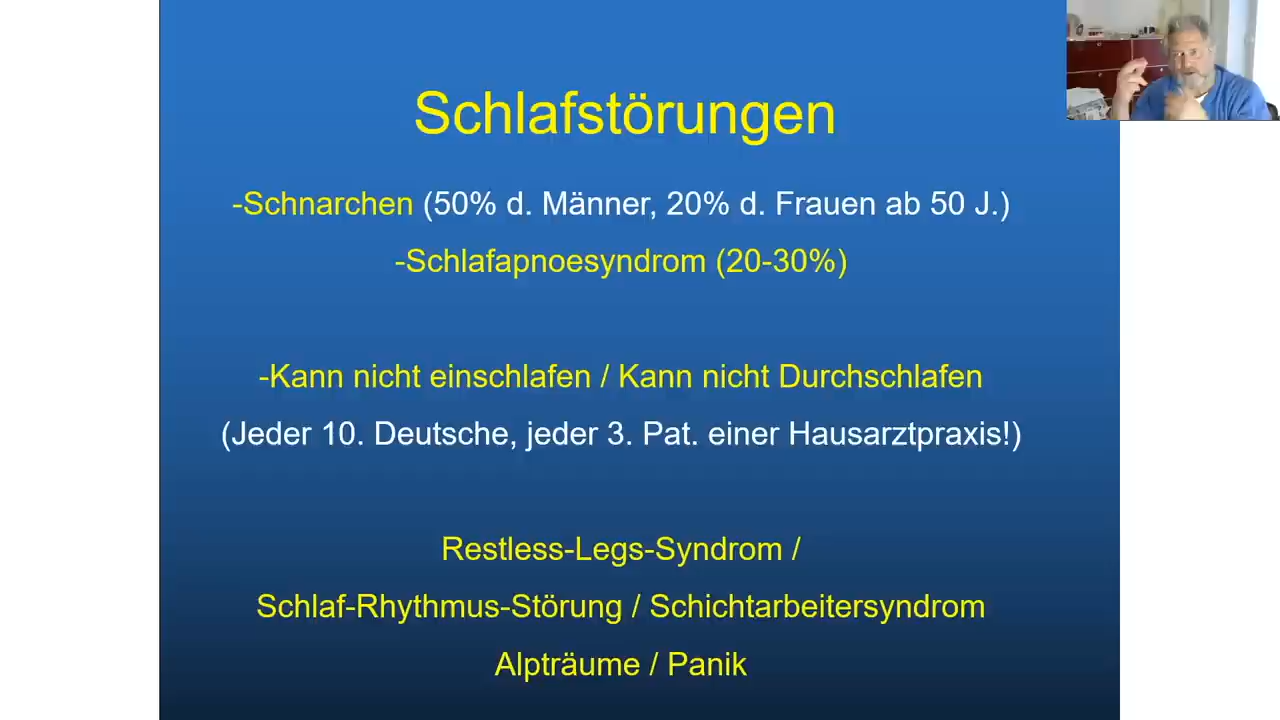 Schlafstörungen
-Schnarchen (50% d. Männer, 20% d. Frauen ab 50 J.)
-Schlafapnoesyndrom (20-30%)
-Kann nicht einschlafen / Kann nicht Durchschlafen
(Jeder 10. Deutsche, jeder 3. Pat. einer Hausarztpraxis!)
Restless-Legs-Syndrom /
Schlaf-Rhythmus-Störung / Schichtarbeitersyndrom
Alpträume / Panik